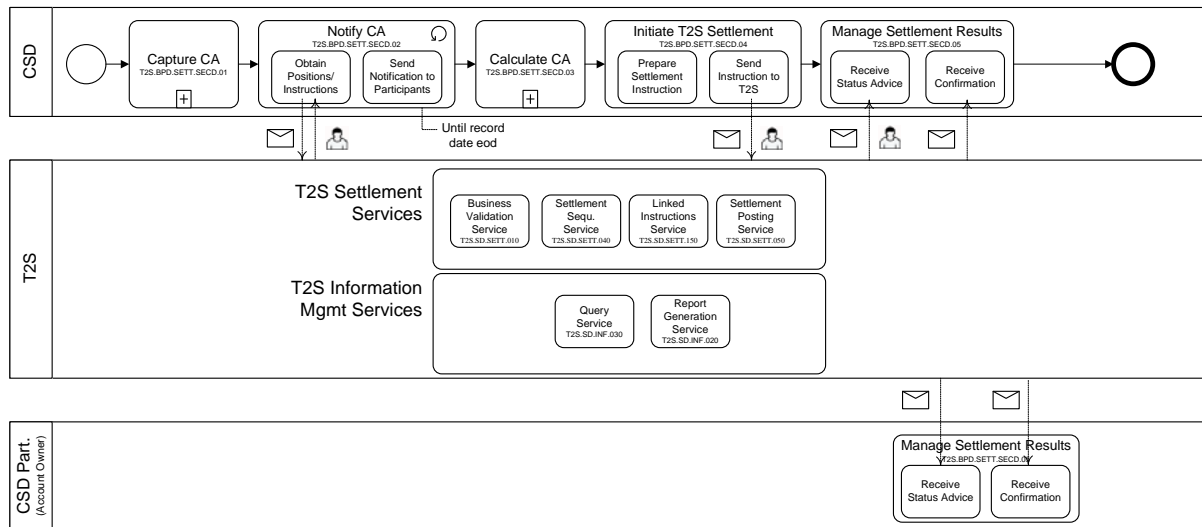 CSD
Capture CA
T2S.BPD.SETT.SECD.01
Notify CA
T2S.BPD.SETT.SECD.02
Obtain
Positions/
Instructions
Send
Notification to
Participants
Calculate CA
T2S.BPD.SETT.SECD.03
Initiate T2S Settlement
T2S.BPD.SETT.SECD.04
Prepare
Settlement
Instruction
Send
Instruction to
T2S
Manage Settlement Results
T2S.BPD.SETT.SECD.05
Receive
Status Advice
Receive
Confirmation
Until record
date eod
T2S
T2S Settlement
Services
Business
Validation
Service
T2S.SD.SETT.010
Settlement
Sequ.
Service
T2S.SD.SETT.040
Linked
Instructions
Service
T2S.SD.SETT.150
Settlement
Posting
Service
T2S.SD.SETT.050
T2S Information
Mgmt Services
Query
Service
T2S.SD.INF.030
Report
Generation
Service
T2S.SD.INF.020
CSD Part.
(Account Owner)
Manage Settlement Results
T2S.BPD.SETT.SECD.
Receive
Status Advice
Receive
Confirmation